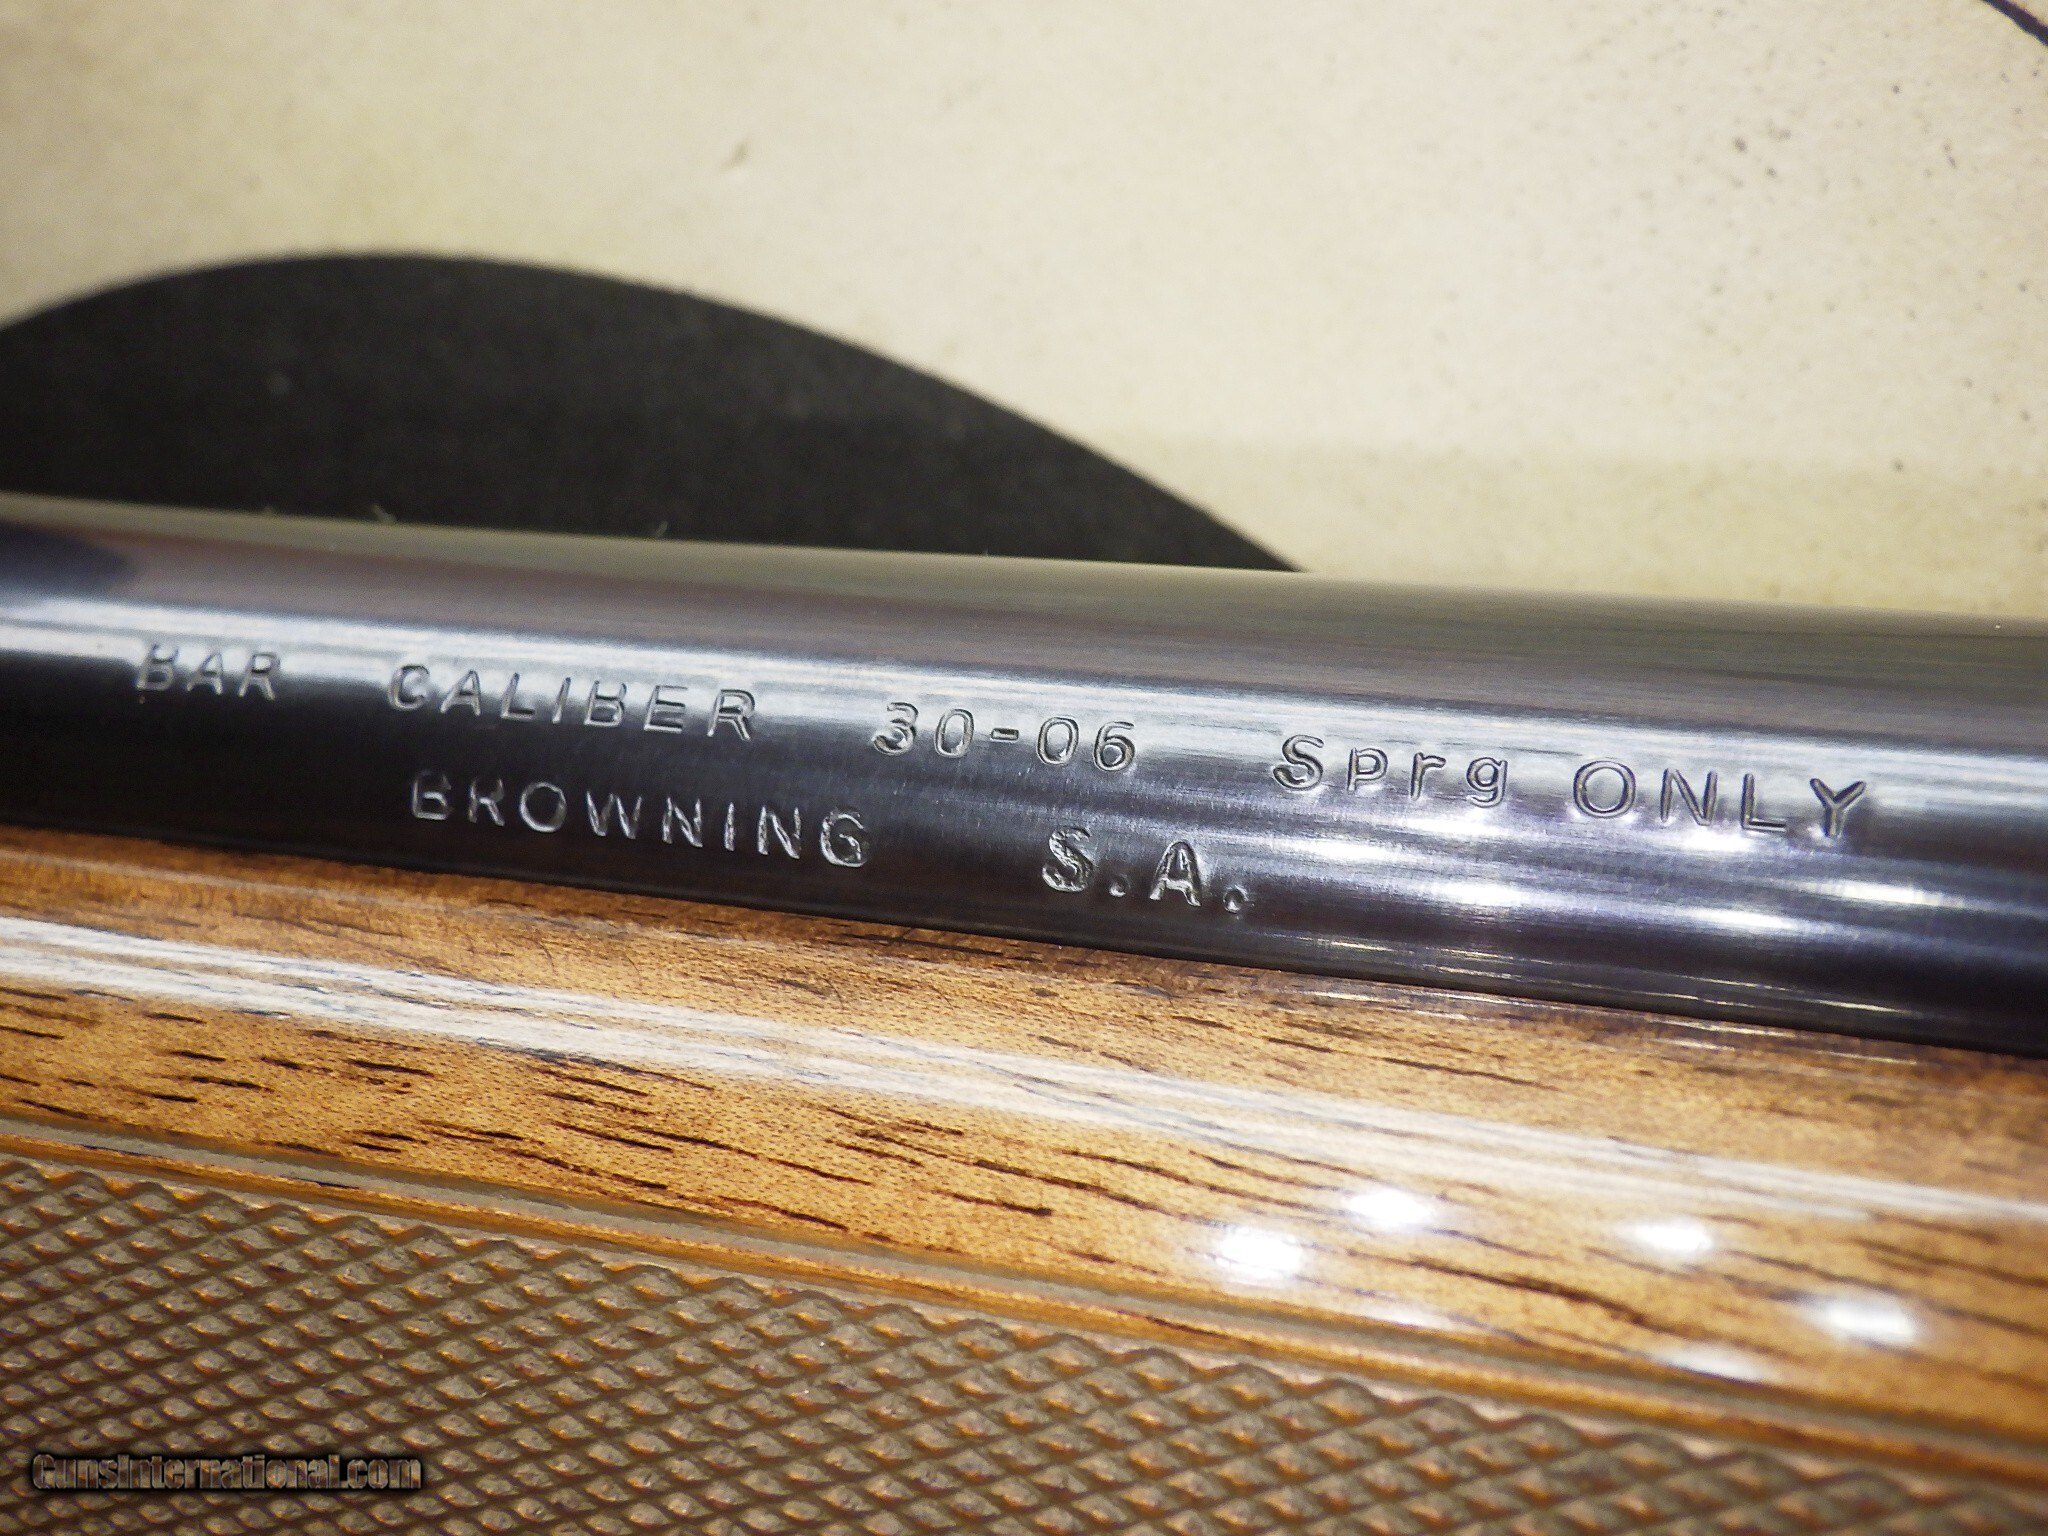 BAR CALIBER 30-06 Sprg ONLY
BROWNING S.A.
GunsInternational.com